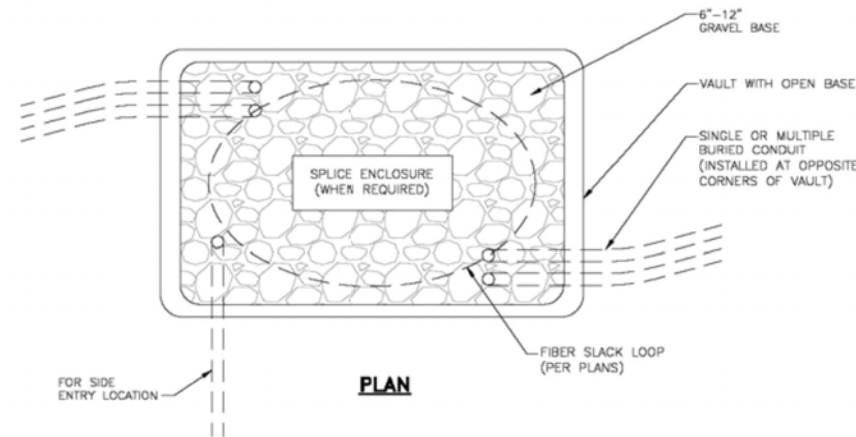 6"-12"
GRAVEL BASE
VAULT WITH OPEN BASE
SINGLE OR MULTIPLE
BURIED CONDUIT
(INSTALLED AT OPPOSITE
CORNERS OF VAULT)
SPLICE ENCLOSURE
(WHEN REQUIRED)
FIBER SLACK LOOP
(PER PLANS)
FOR SIDE
ENTRY LOCATION
PLAN